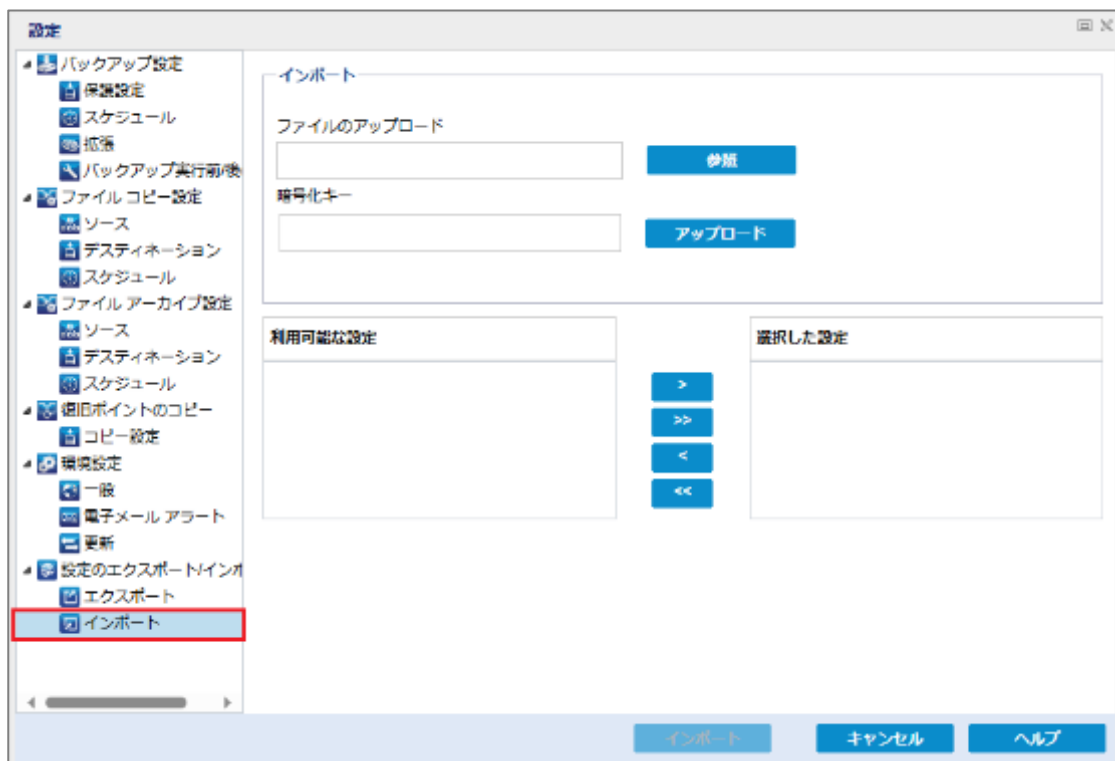 設定
バックアップ設定
保護設定
スケジュール
拡張
バックアップ実行前/後
ファイル コピー設定
ソース
デスティネーション
スケジュール
ファイル アーカイブ設定
ソース
デスティネーション
スケジュール
復旧ポイントのコピー
コピー設定
環境設定
一般
電子メール アラート
更新
設定のエクスポート/インポ
エクスポート
インポート
インポート
ファイルのアップロード
参照
暗号化キー
アップロード
利用可能な設定
選択した設定
>
>>
<
<<
インポート
キャンセル
ヘルプ